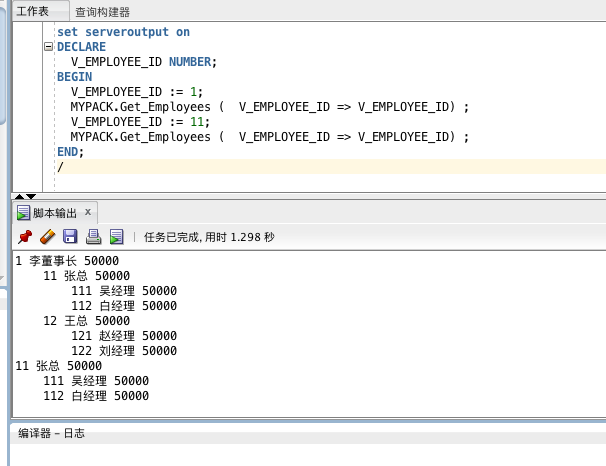 工作表 查询构建器
set serveroutput on
DECLARE
V_EMPLOYEE_ID NUMBER;
BEGIN
V_EMPLOYEE_ID := 1;
MYPACK.Get_Employees (  V_EMPLOYEE_ID => V_EMPLOYEE_ID) ;
V_EMPLOYEE_ID := 11;
MYPACK.Get_Employees (  V_EMPLOYEE_ID => V_EMPLOYEE_ID) ;
END;
/
脚本输出 x
任务已完成, 用时 1.298 秒
1 李董事长 50000
11 张总 50000
111 吴经理 50000
112 白经理 50000
12 王总 50000
121 赵经理 50000
122 刘经理 50000
11 张总 50000
111 吴经理 50000
112 白经理 50000
编译器 – 日志